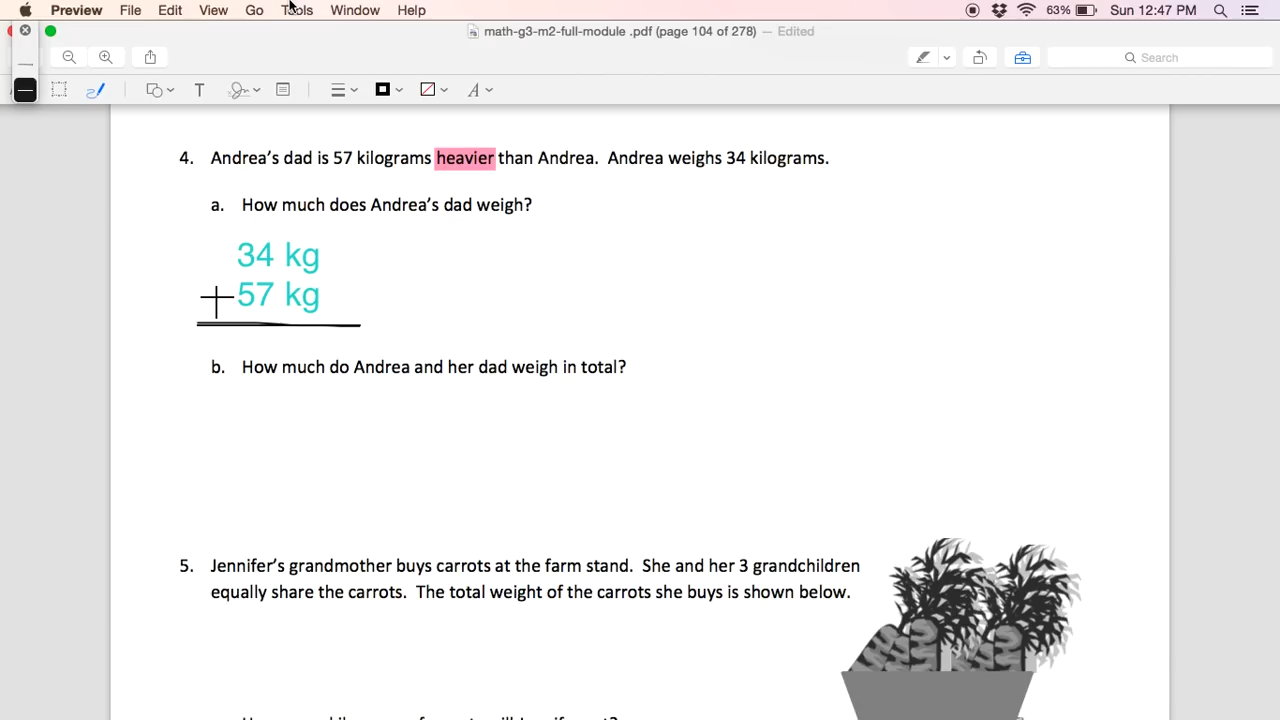 Preview File Edit View Go Tools Window Help 63% Sun 12:47 PM
math-g3-m2-full-module .pdf (page 104 of 278) — Edited
Search
T A
4. Andrea's dad is 57 kilograms heavier than Andrea. Andrea weighs 34 kilograms.
a. How much does Andrea's dad weigh?
34 kg
+57 kg
b. How much do Andrea and her dad weigh in total?
5. Jennifer's grandmother buys carrots at the farm stand. She and her 3 grandchildren
equally share the carrots. The total weight of the carrots she buys is shown below.